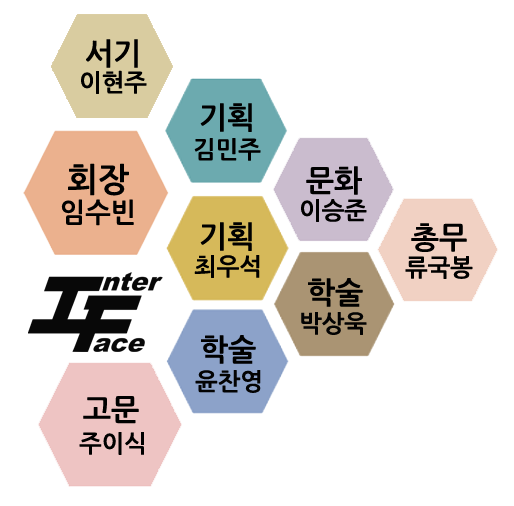 서기
이현주
기획
김민주
회장
임수빈
문화
이승준
기획
최우석
총무
류국봉
Inter
Face
학술
박상욱
학술
윤찬영
고문
주이식